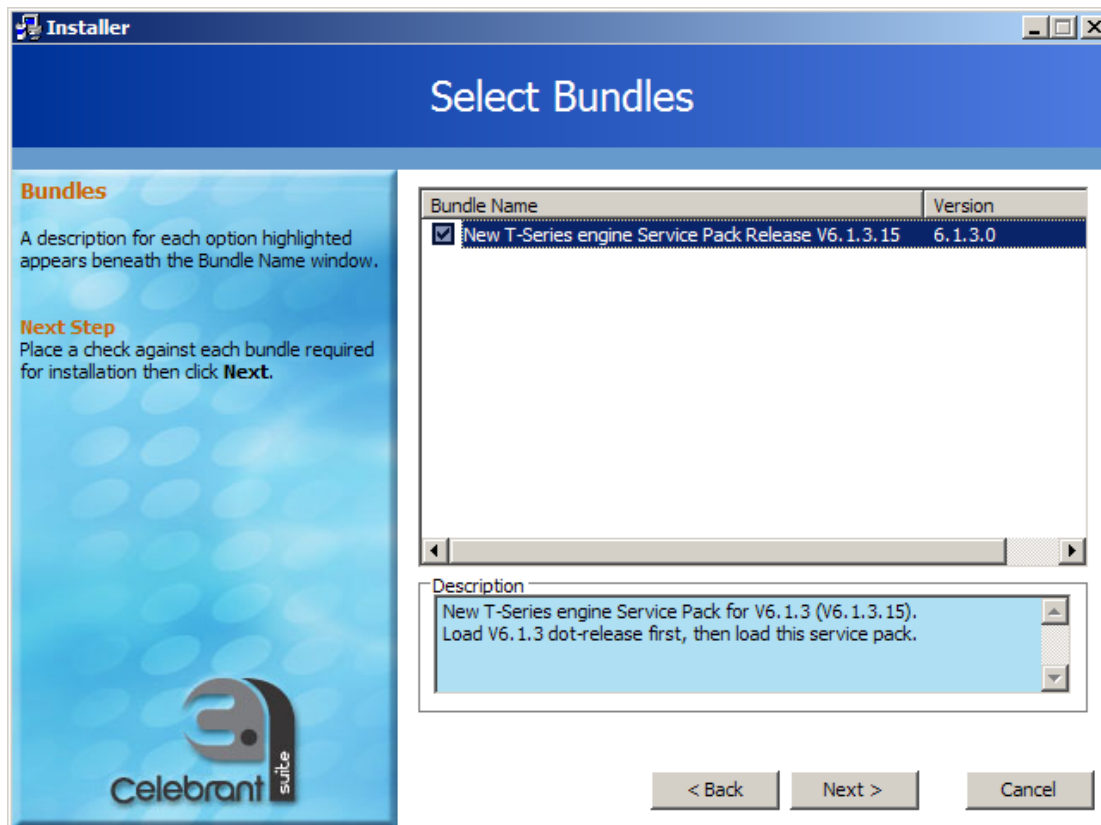 Installer
Select Bundles
Bundles
A description for each option highlighted
appears beneath the Bundle Name window.
Next Step
Place a check against each bundle required
for installation then click Next.
Bundle Name Version
New T-Series engine Service Pack Release V6.1.3.15 6.1.3.0
Description
New T-Series engine Service Pack for V6.1.3 (V6.1.3.15).
Load V6.1.3 dot-release first, then load this service pack.
Celebrant suite
< Back Next > Cancel